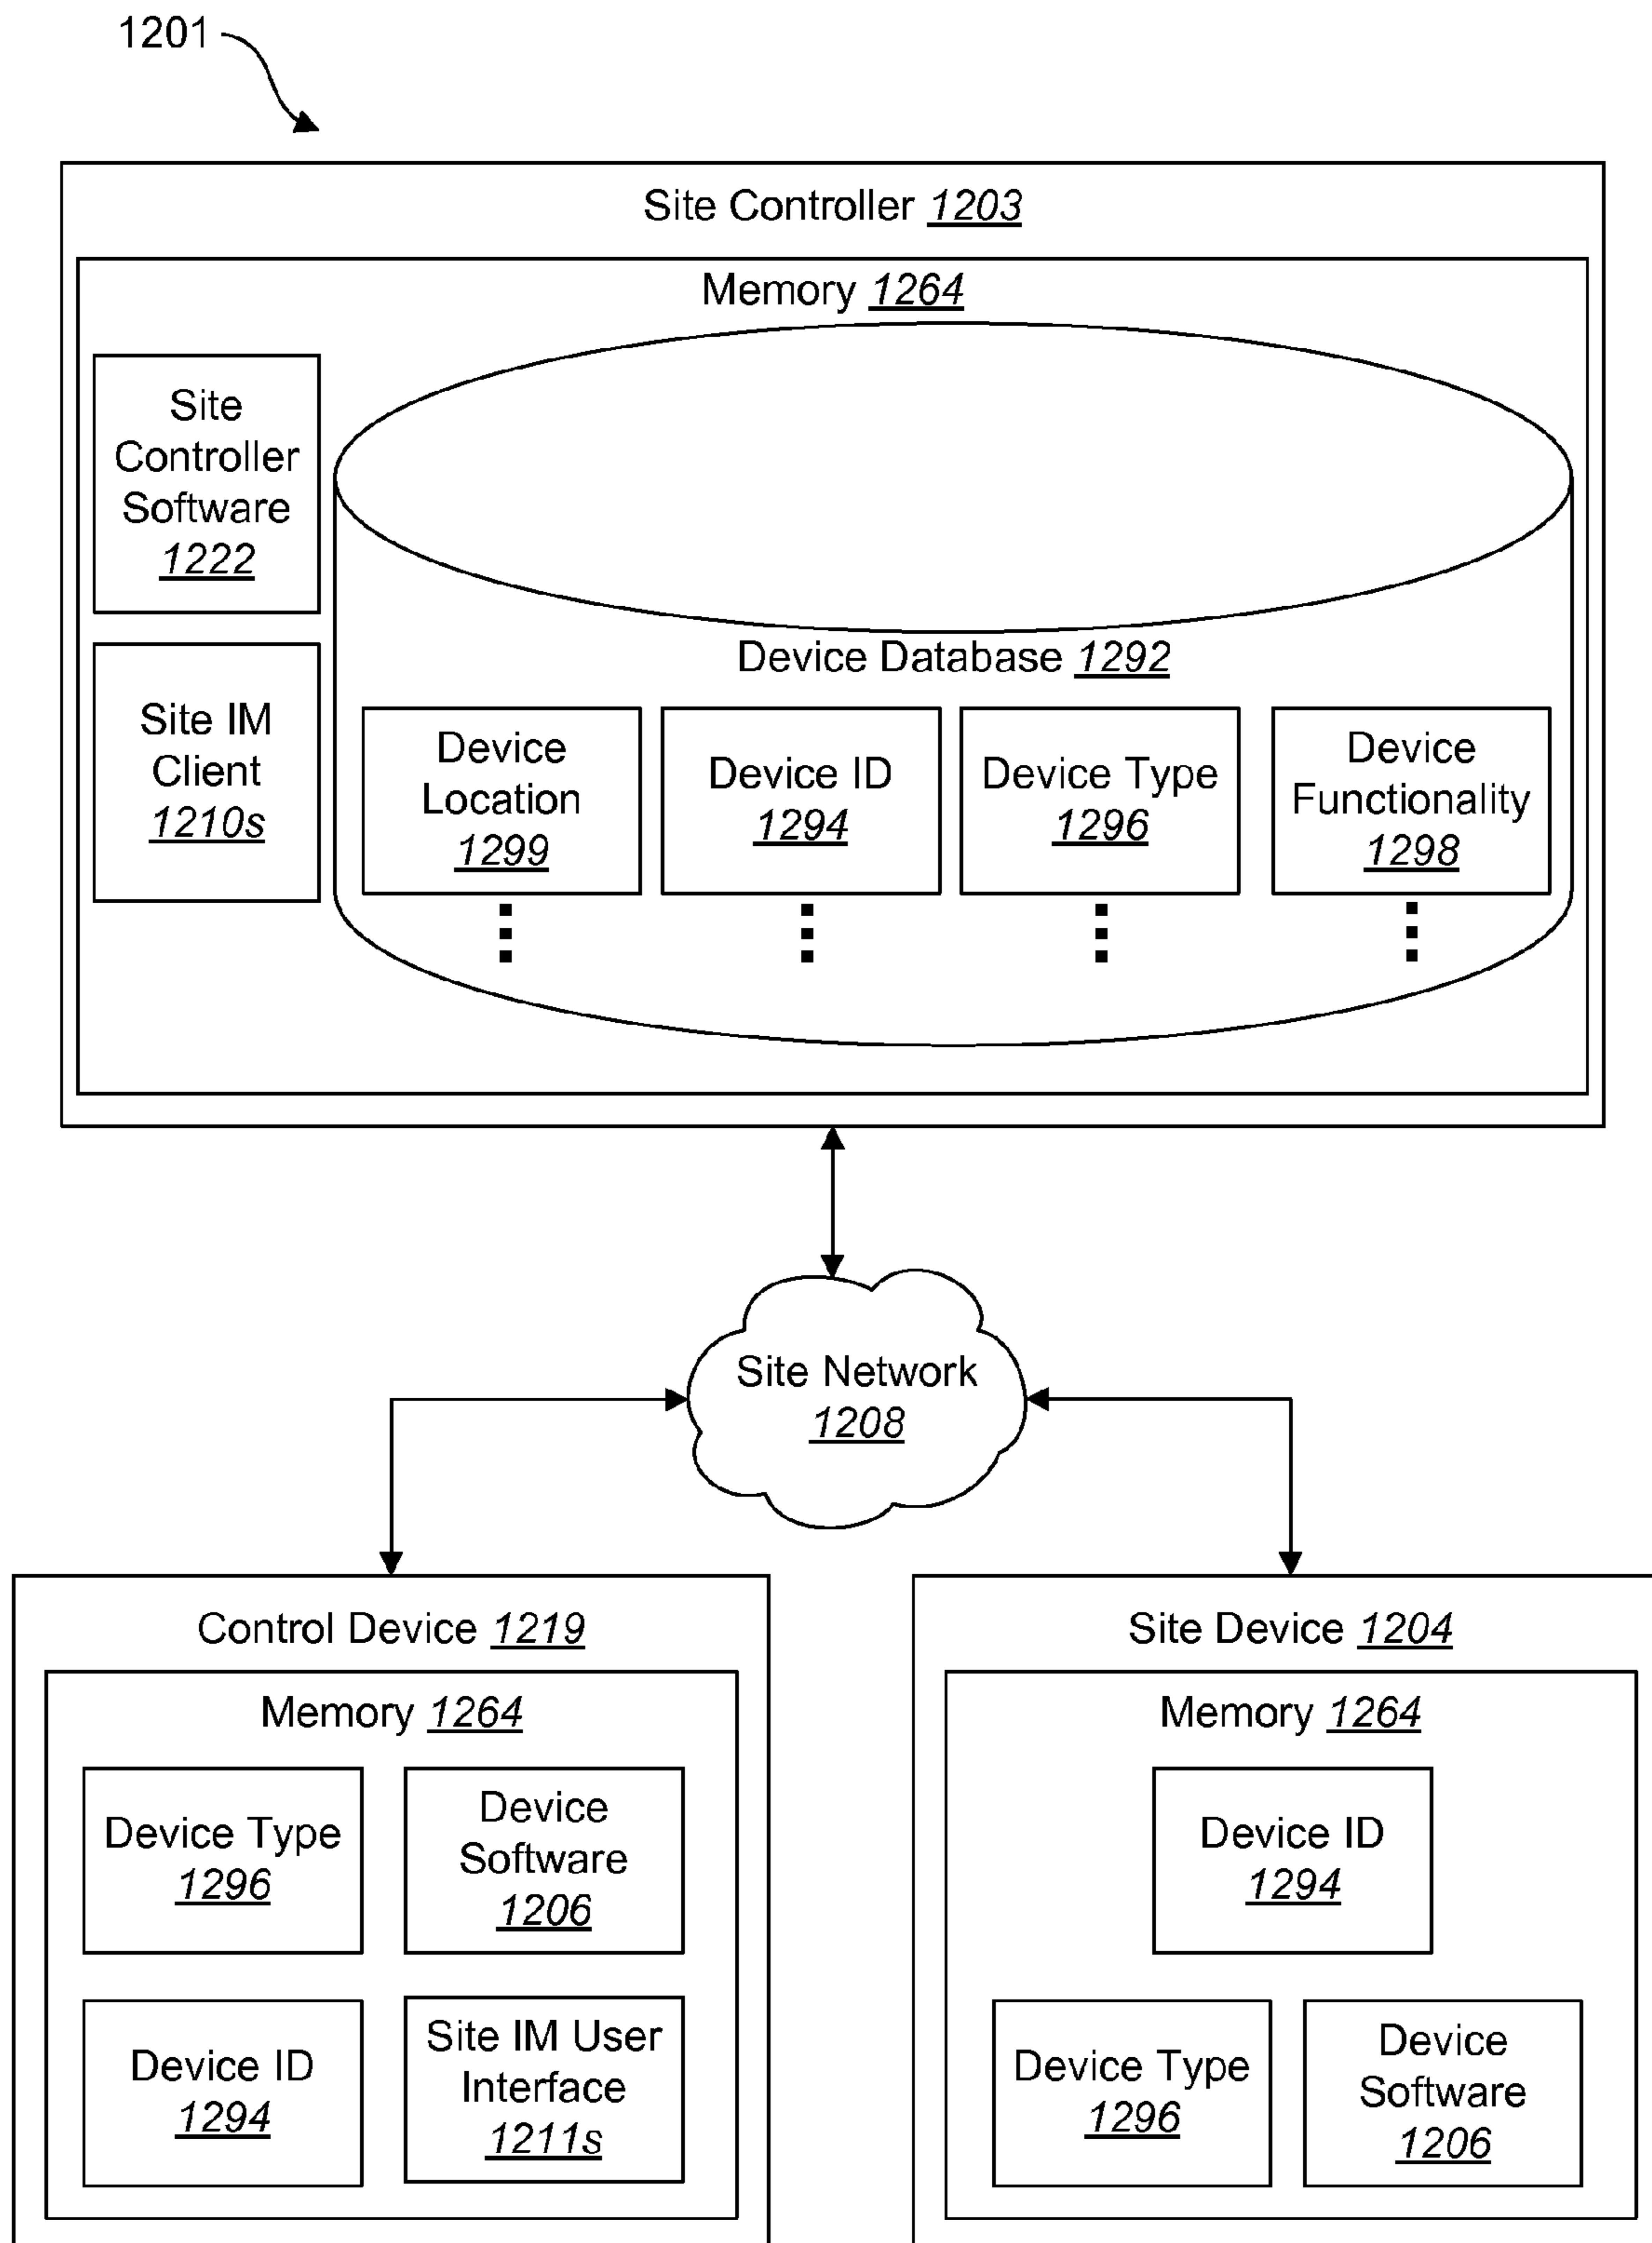 1201
Site Controller 1203
Memory 1264
Site
Controller
Software
1222
Site IM
Client
1210s
Device Database 1292
Device
Location
1299
Device ID
1294
Device Type
1296
Device
Functionality
1298
Site Network
1208
Control Device 1219
Memory 1264
Device Type
1296
Device
Software
1206
Device ID
1294
Site IM User
Interface
1211s
Site Device 1204
Memory 1264
Device ID
1294
Device Type
1296
Device
Software
1206